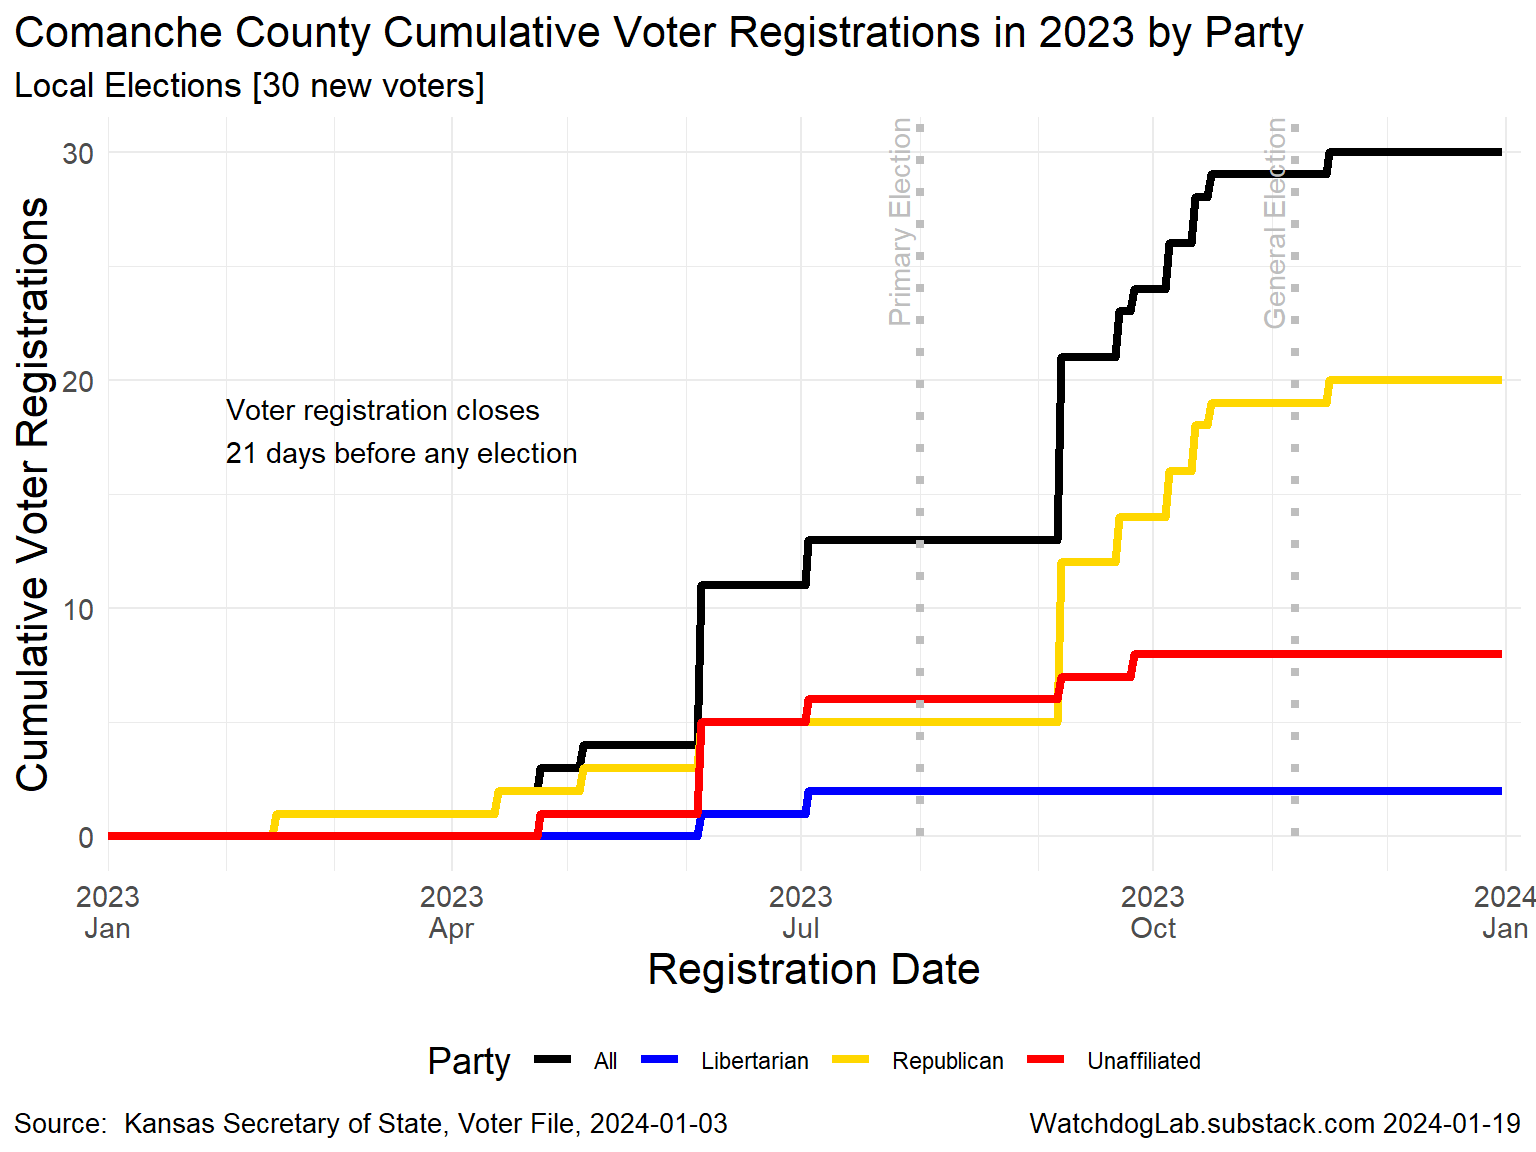 Comanche County Cumulative Voter Registrations in 2023 by Party
Local Elections [30 new voters]
Cumulative Voter Registrations
30
20
10
0
Primary Election
General Election
Voter registration closes
21 days before any election
2023 Jan
2023 Apr
2023 Jul
2023 Oct
2024 Jan
Registration Date
Party All Libertarian Republican Unaffiliated
Source:  Kansas Secretary of State, Voter File, 2024-01-03
WatchdogLab.substack.com 2024-01-19